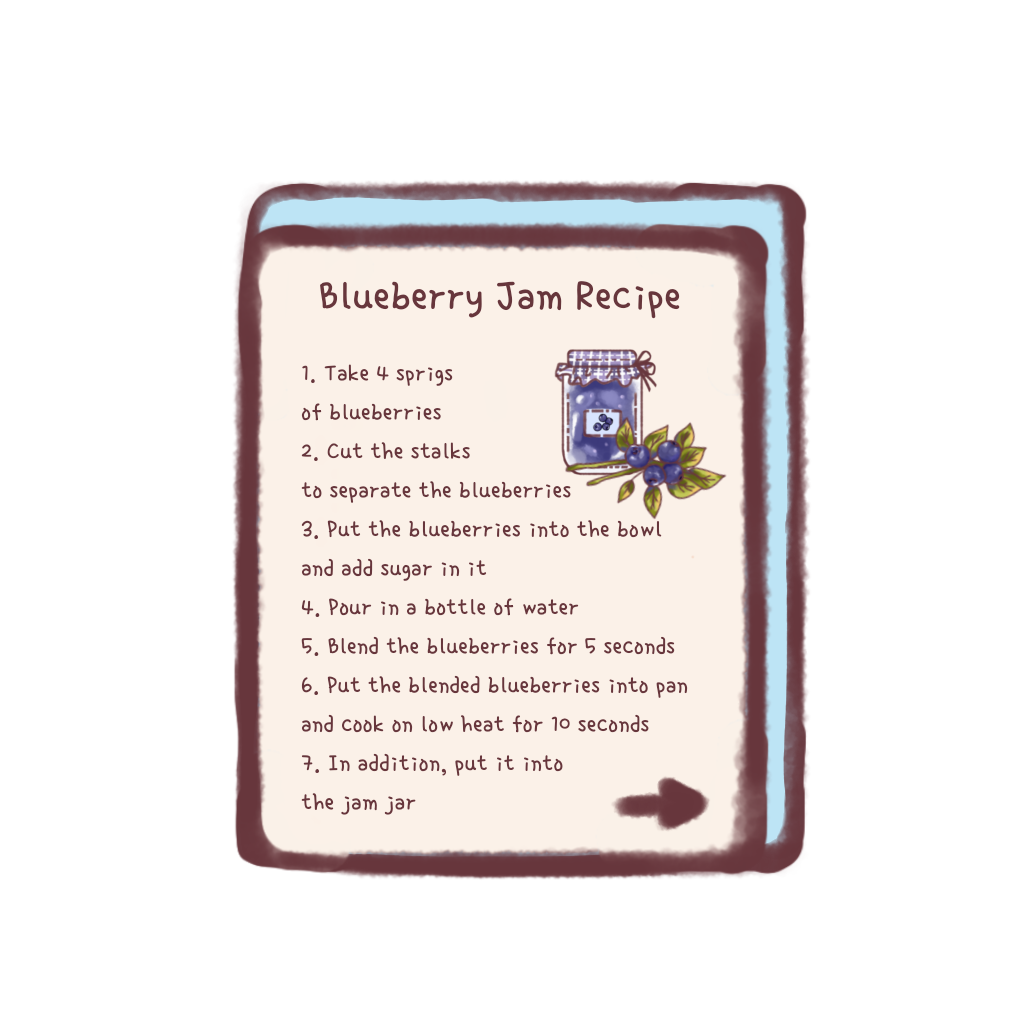 Blueberry Jam Recipe
1. Take 4 sprigs
of blueberries
2. Cut the stalks
to separate the blueberries
3. Put the blueberries into the bowl
and add sugar in it
4. Pour in a bottle of water
5. Blend the blueberries for 5 seconds
6. Put the blended blueberries into pan
and cook on low heat for 10 seconds
7. In addition, put it into
the jam jar